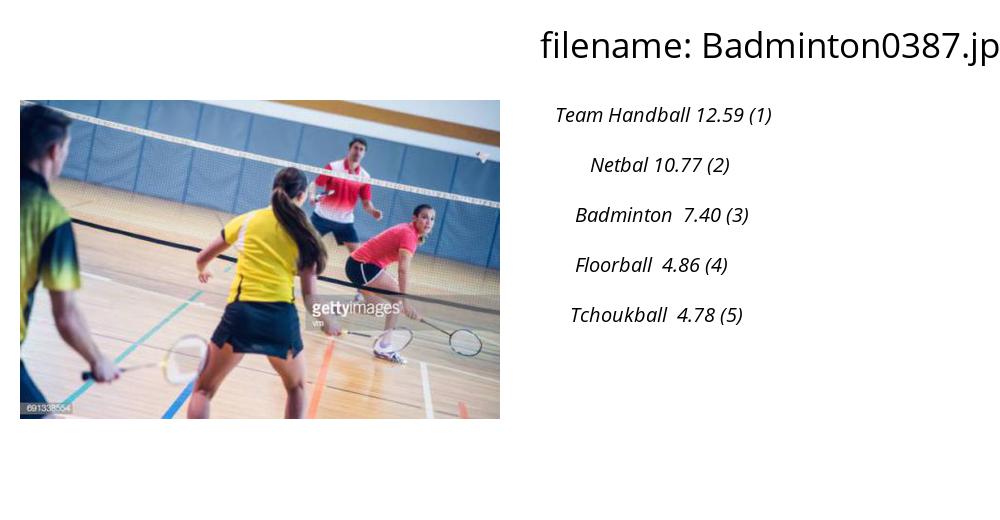 filename: Badminton0387.jp
Team Handball 12.59 (1)
Netbal 10.77 (2)
Badminton 7.40 (3)
Floorball 4.86 (4)
Tchoukball 4.78 (5)
gettyimages
vm
691338554